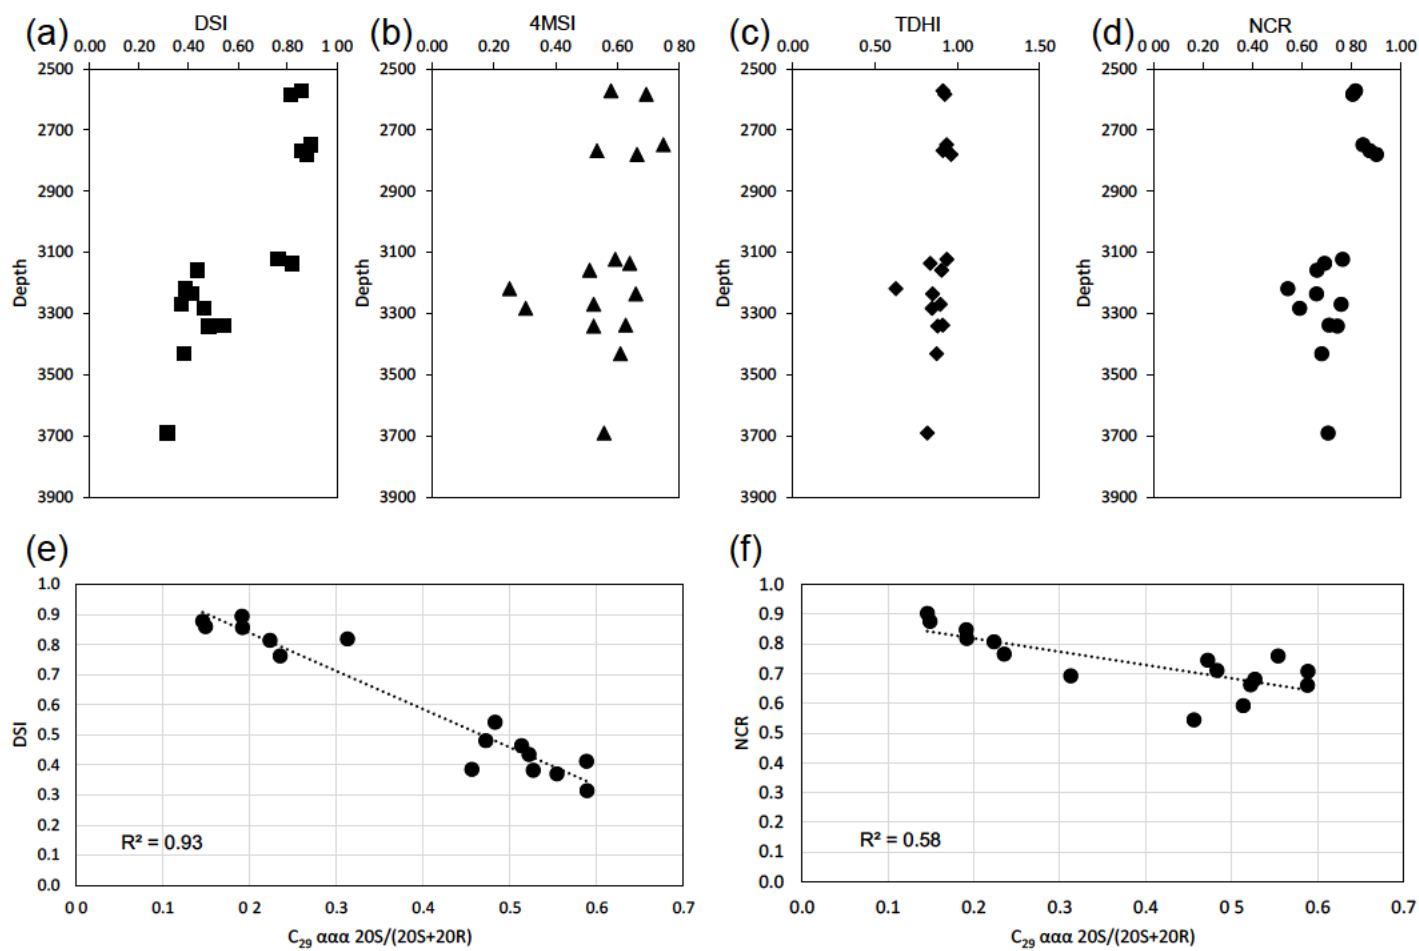 (a) DSI
0.00 0.20 0.40 0.60 0.80 1 00
2500
2700
2900
3100
3300
3500
3700
3900
Depth
(b) 4MSI
0.00 0.20 0.40 0.60 0.80
2500
2700
2900
3100
3300
3500
3700
3900
Depth
(c) TDHI
0.00 0.50 1.00 1.50
2500
2700
2900
3100
3300
3500
3700
3900
Depth
(d) NCR
0 00 0.20 0.40 0.60 0.80 1.00
2500
2700
2900
3100
3300
3500
3700
3900
Depth
(e)
1.0
0.9
0.8
0.7
0.6
0.5
0.4
0.3
0.2
0.1
0.0
DSI
R² = 0.93
0 0 0.1 0.2 0 3 0.4 0 5 0.6 0.7
C₂₉ ααα 20S/(20S+20R)
(f)
1.0
0.9
0.8
0.7
0.6
0.5
0.4
0.3
0.2
0.1
0.0
NCR
R² = 0.58
0.0 0.1 0.2 0.3 0.4 0.5 0.6 0 7
C₂₉ ααα 20S/(20S+20R)